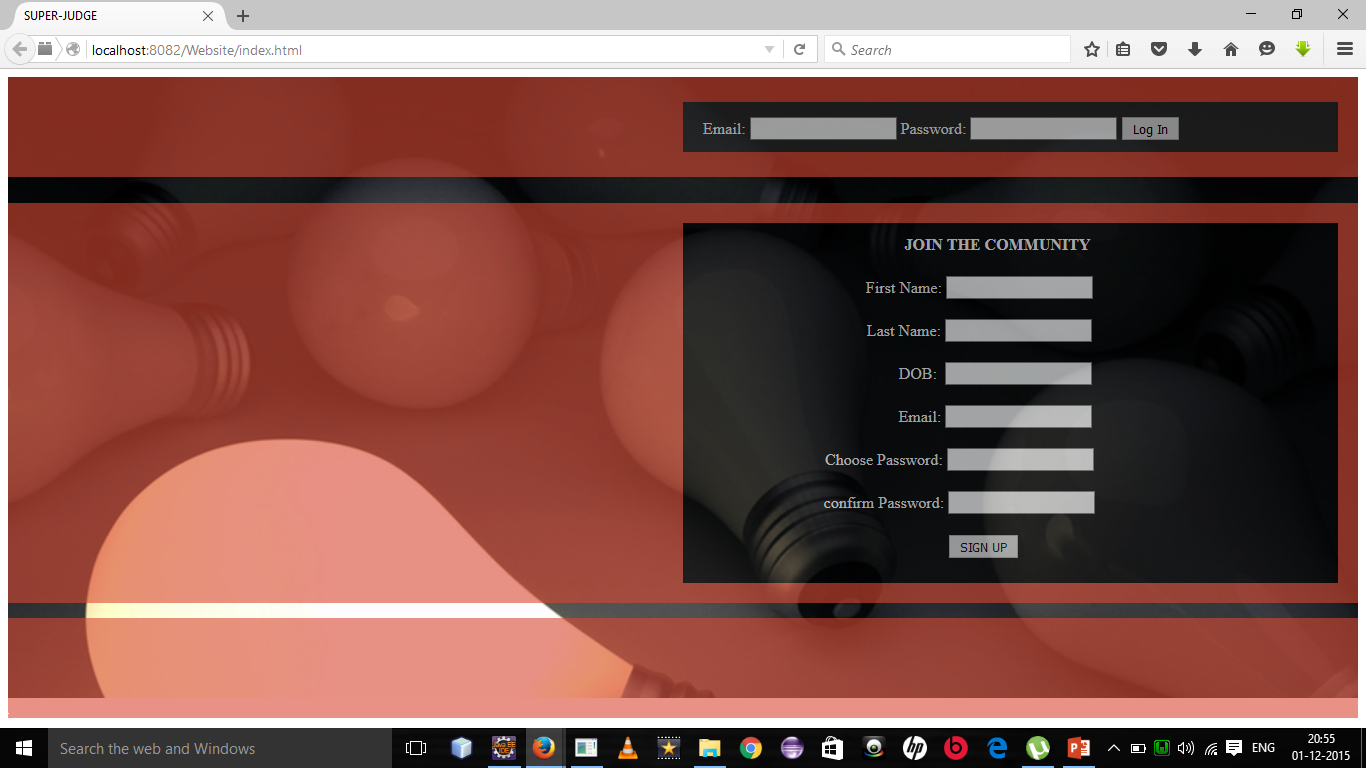 SUPER-JUDGE
localhost:8082/Website/index.html
Search
Email: Password: Log In
JOIN THE COMMUNITY
First Name:
Last Name:
DOB:
Email:
Choose Password:
confirm Password:
SIGN UP
Search the web and Windows
ENG
20:55
01-12-2015